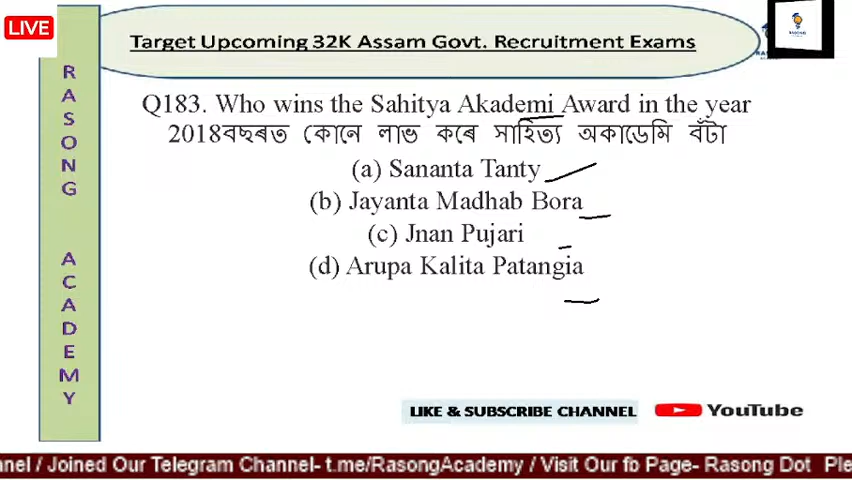 LIVE
Target Upcoming 32K Assam Govt. Recruitment Exams
RASONG ACADEMY
Q183. Who wins the Sahitya Akademi Award in the year
2018বছৰত কোনে লাভ কৰে সাহিত্য অকাডেমি বঁটা
(a) Sananta Tanty
(b) Jayanta Madhab Bora
(c) Jnan Pujari
(d) Arupa Kalita Patangia
LIKE & SUBSCRIBE CHANNEL
YouTube
anel / Joined Our Telegram Channel- t.me/RasongAcademy / Visit Our fb Page- Rasong Dot Ple